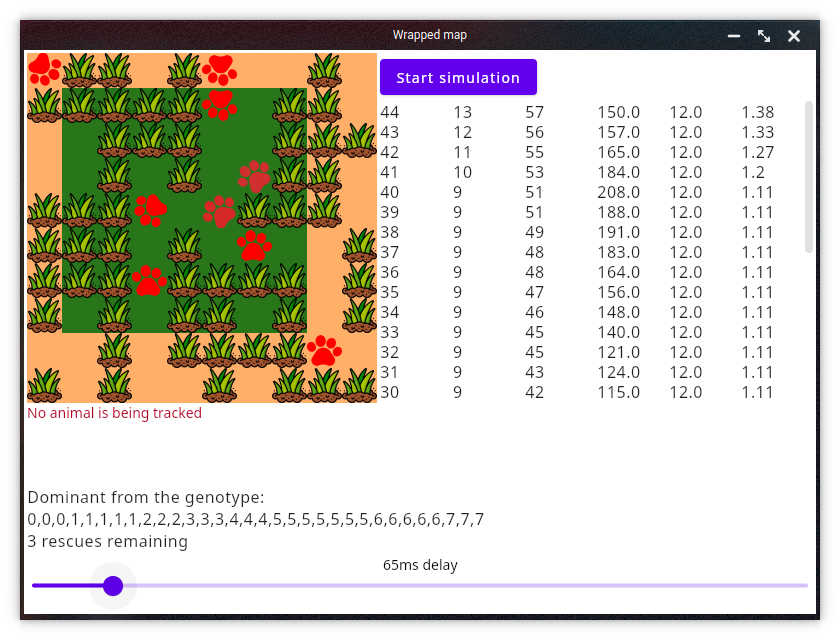 Wrapped map
Start simulation
44 13 57 150.0 12.0 1.38
43 12 56 157.0 12.0 1.33
42 11 55 165.0 12.0 1.27
41 10 53 184.0 12.0 1.2
40 9 51 208.0 12.0 1.11
39 9 51 188.0 12.0 1.11
38 9 49 191.0 12.0 1.11
37 9 48 183.0 12.0 1.11
36 9 48 164.0 12.0 1.11
35 9 47 156.0 12.0 1.11
34 9 46 148.0 12.0 1.11
33 9 45 140.0 12.0 1.11
32 9 45 121.0 12.0 1.11
31 9 43 124.0 12.0 1.11
30 9 42 115.0 12.0 1.11
No animal is being tracked
Dominant from the genotype:
0,0,0,1,1,1,1,1,2,2,2,3,3,3,4,4,4,5,5,5,5,5,5,5,6,6,6,6,6,7,7,7
3 rescues remaining
65ms delay